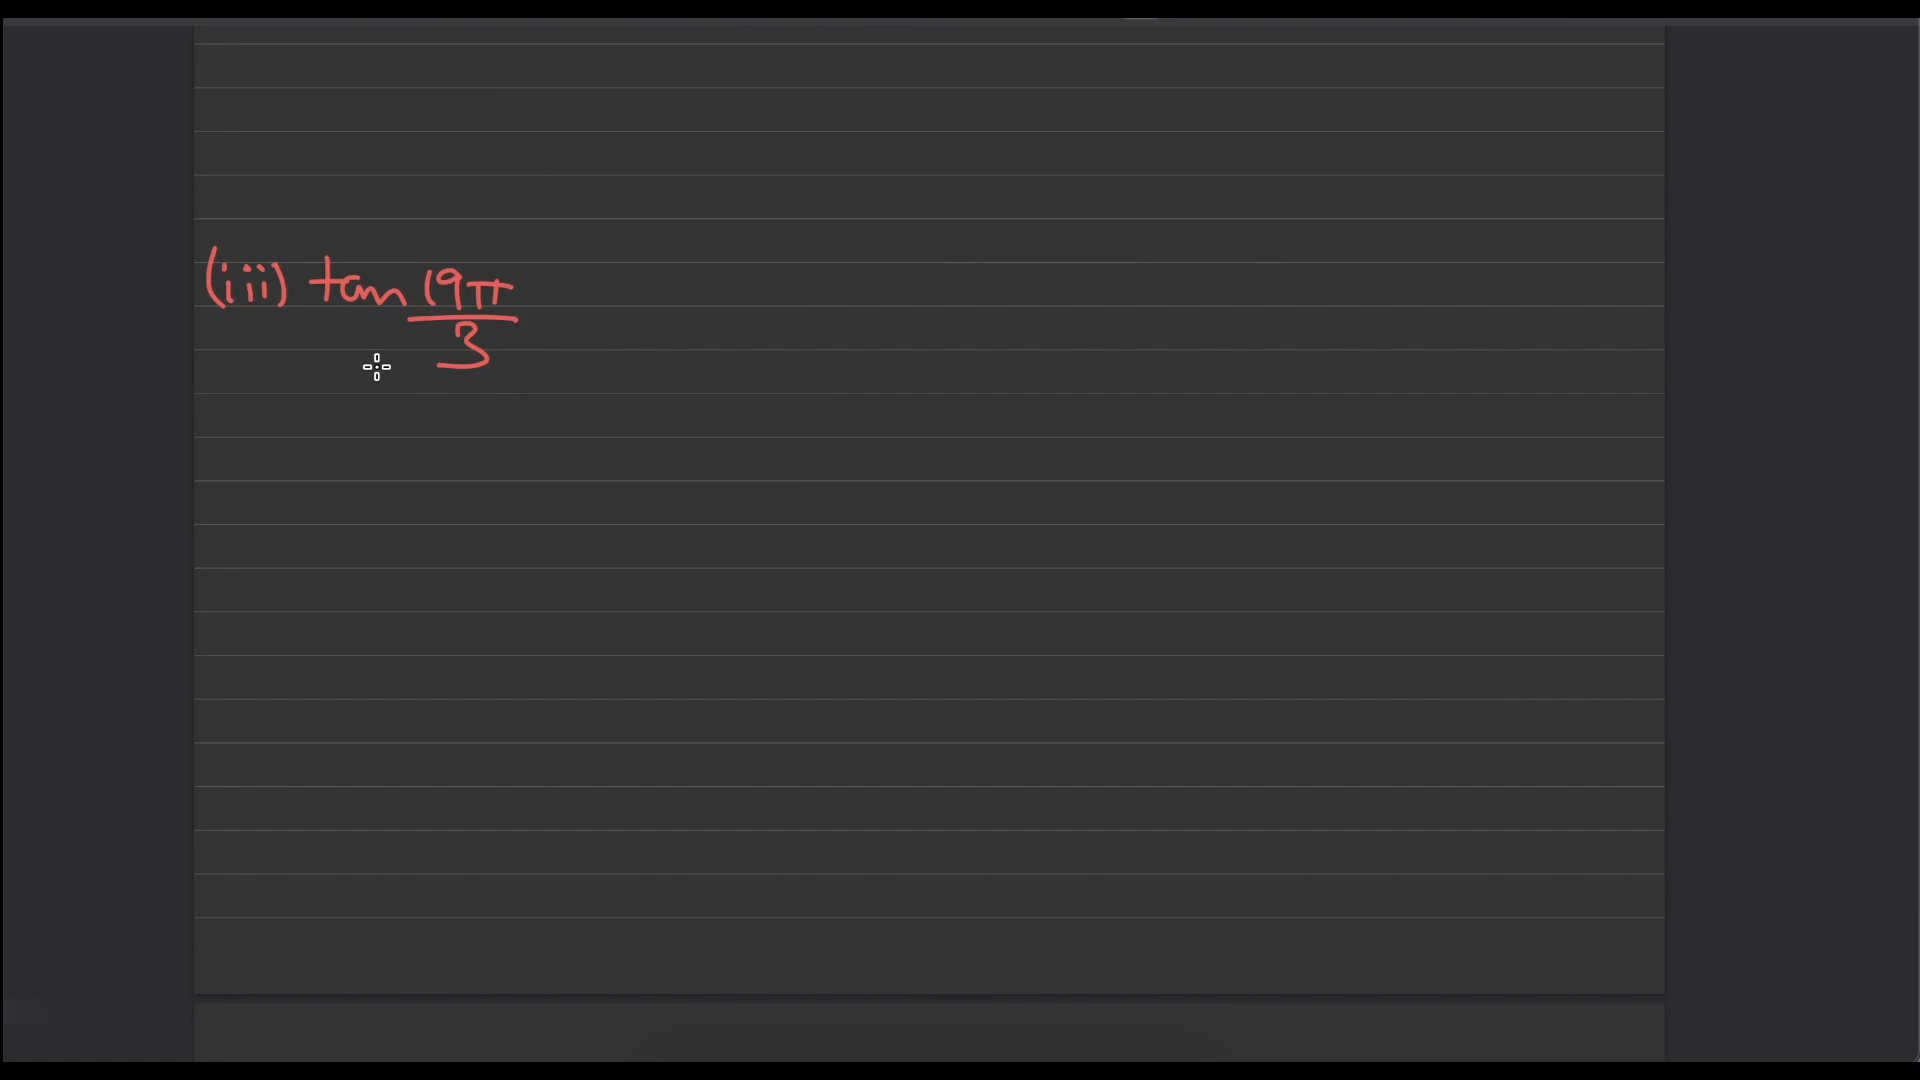 (iii) tan 19π/3